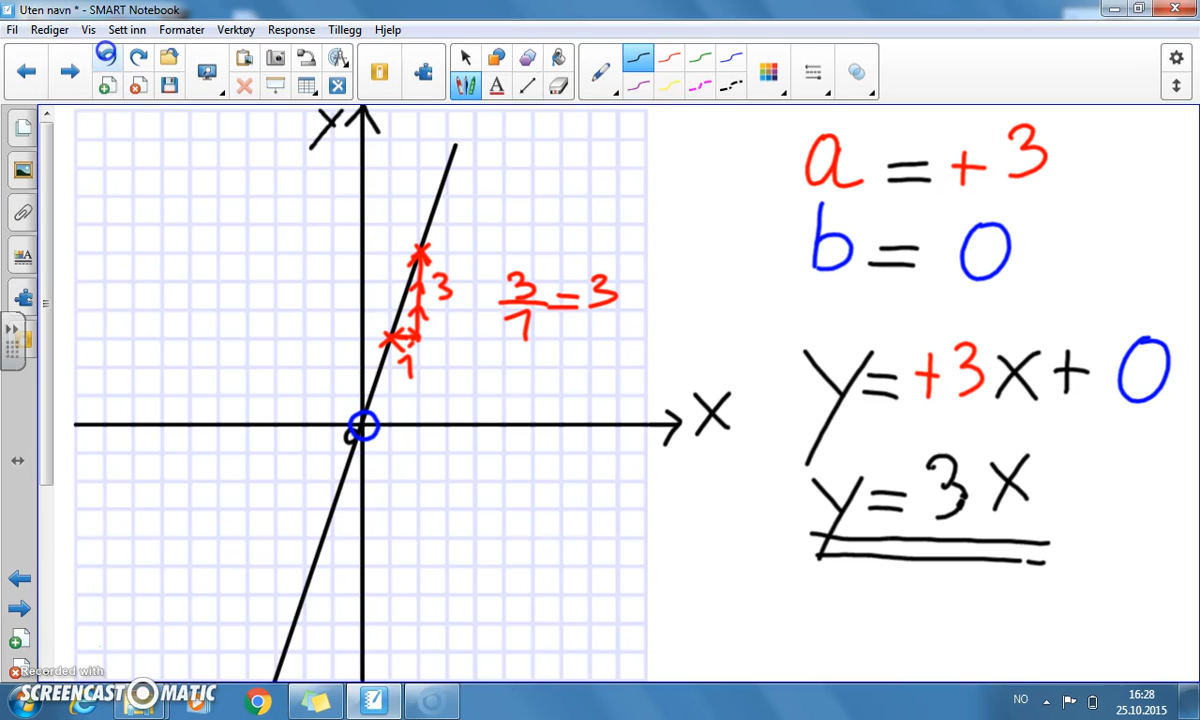 Uten navn * - SMART Notebook
Fil Rediger Vis Sett inn Formater Verktøy Response Tillegg Hjelp
y
a = +3
b = 0
3
3/1 = 3
1
x
y = +3x + 0
y = 3x
0
Recorded with
SCREENCAST-O-MATIC
NO
16:28
25.10.2015